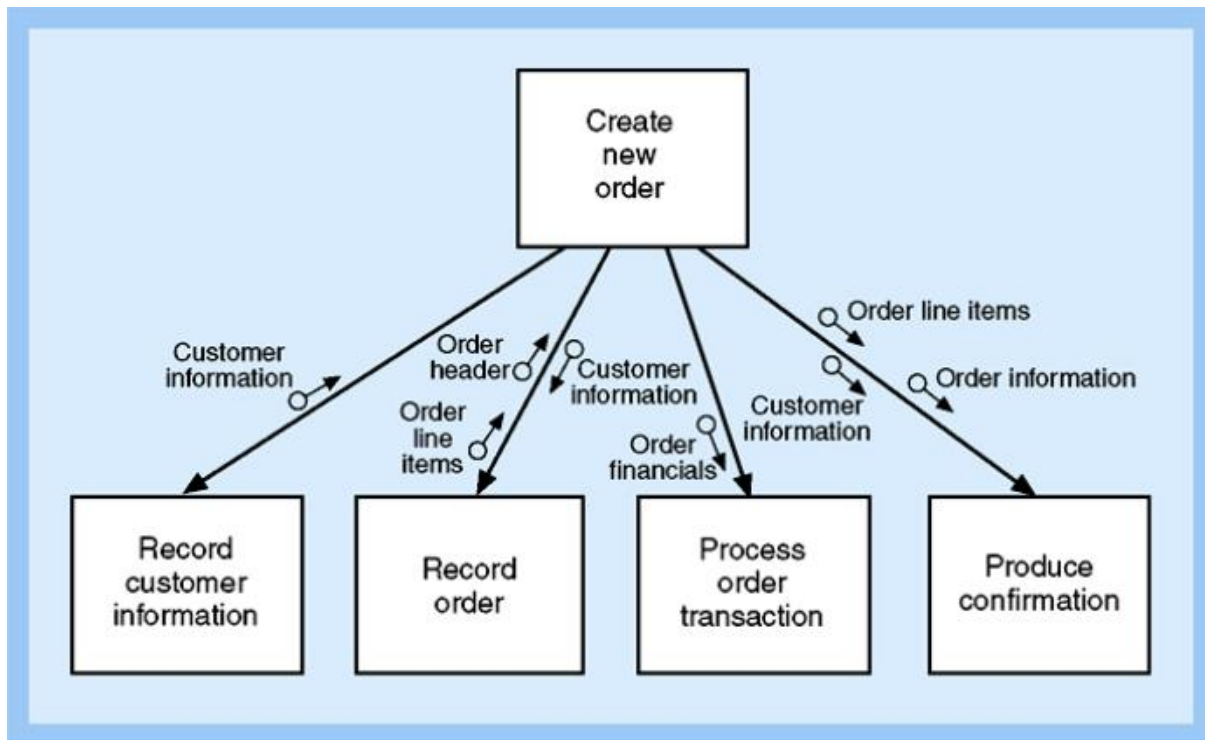 Create
new
order
Order line items
Customer
information
Order
header
Customer
information
Order information
Customer
information
Order
line
items
Order
financials
Record
customer
information
Record
order
Process
order
transaction
Produce
confirmation